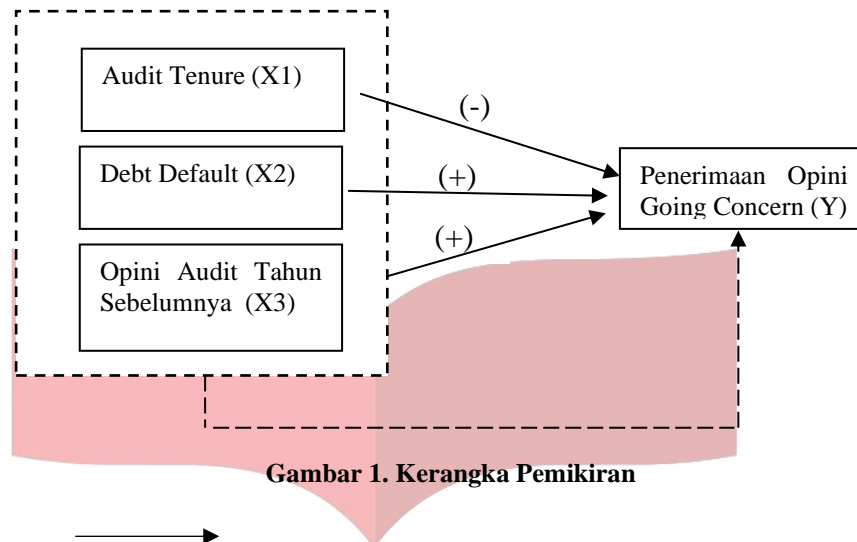 Audit Tenure (X1)
(-)
Debt Default (X2)
(+)
Penerimaan Opini
Going Concern (Y)
(+)
Opini Audit Tahun
Sebelumnya (X3)
Gambar 1. Kerangka Pemikiran